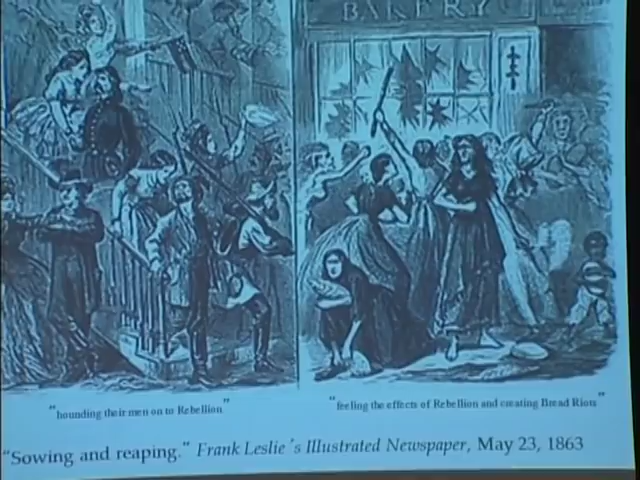 BAKERY
"hounding their men on to Rebellion"
"feeling the effects of Rebellion and creating Bread Riots"
"Sowing and reaping." Frank Leslie's Illustrated Newspaper, May 23, 1863